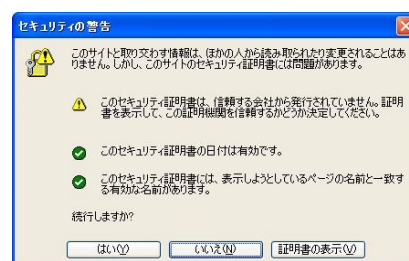 セキュリティの警告
このサイトと取り交わす情報は、ほかの人から読み取られたり変更されることはあ
りません。しかし、このサイトのセキュリティ証明書には問題があります。
このセキュリティ証明書は、信頼する会社から発行されていません。証明
書を表示して、この証明機関を信頼するかどうか決定してください。
このセキュリティ証明書の日付は有効です。
このセキュリティ証明書には、表示しようとしているページの名前と一致す
る有効な名前があります。
続行しますか?
はい(Y) いいえ(N) 証明書の表示(V)